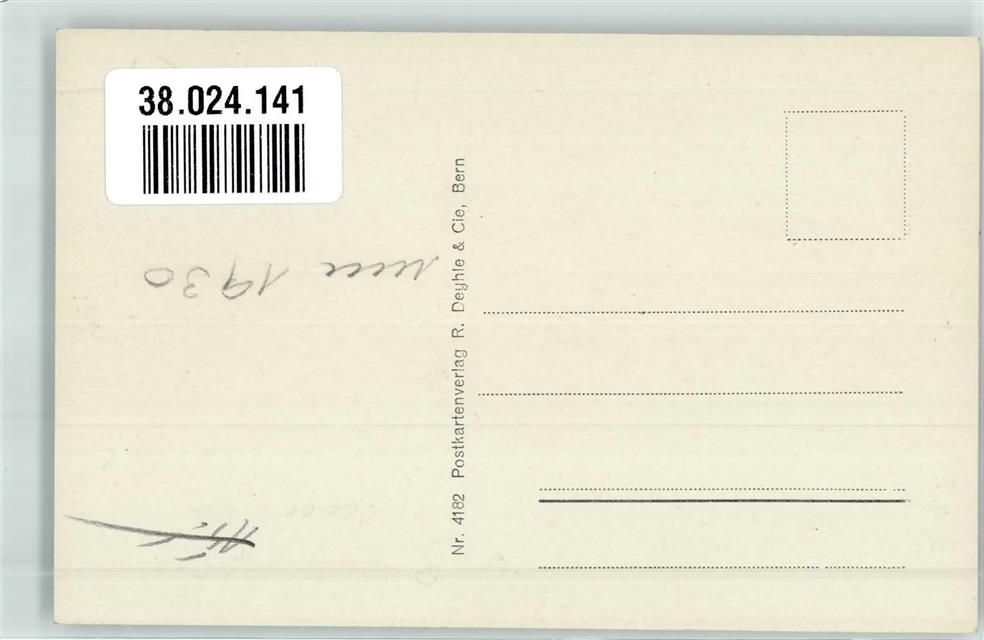 38.024.141
Nr. 4182 Postkartenverlag R. Deyhle & Cie, Bern
1930